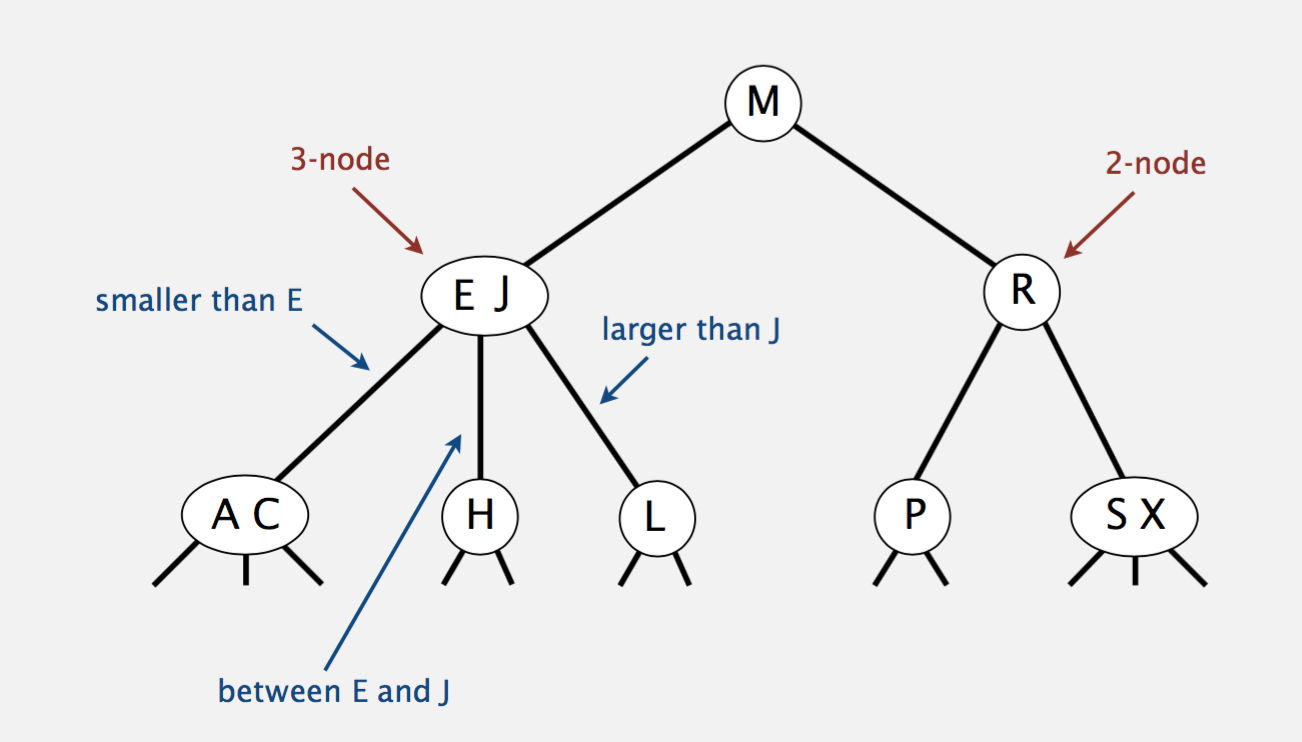 M
3-node
2-node
E J
R
smaller than E
larger than J
A C
H
L
P
S X
between E and J